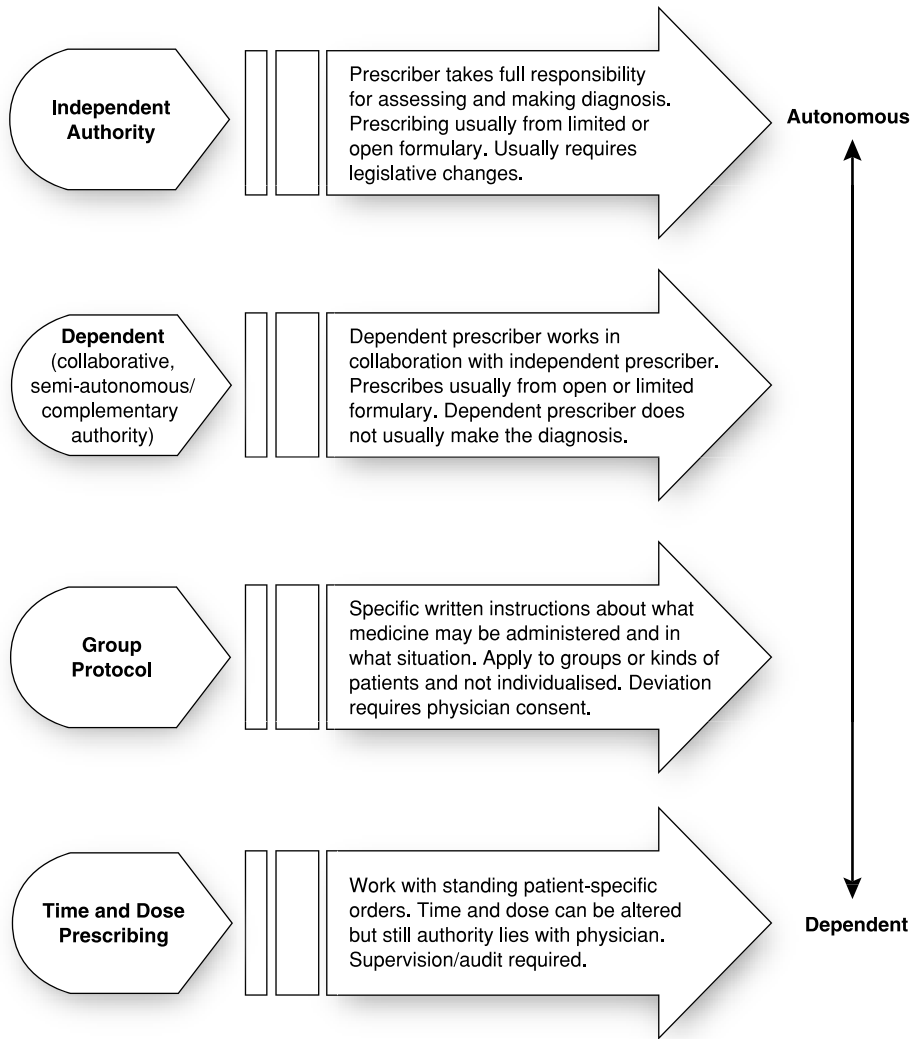 Independent
Authority
Prescriber takes full responsibility
for assessing and making diagnosis.
Prescribing usually from limited or
open formulary. Usually requires
legislative changes.
Autonomous
Dependent
(collaborative,
semi-autonomous/
complementary
authority)
Dependent prescriber works in
collaboration with independent prescriber.
Prescribes usually from open or limited
formulary. Dependent prescriber does
not usually make the diagnosis.
Group
Protocol
Specific written instructions about what
medicine may be administered and in
what situation. Apply to groups or kinds of
patients and not individualised. Deviation
requires physician consent.
Time and Dose
Prescribing
Work with standing patient-specific
orders. Time and dose can be altered
but still authority lies with physician.
Supervision/audit required.
Dependent